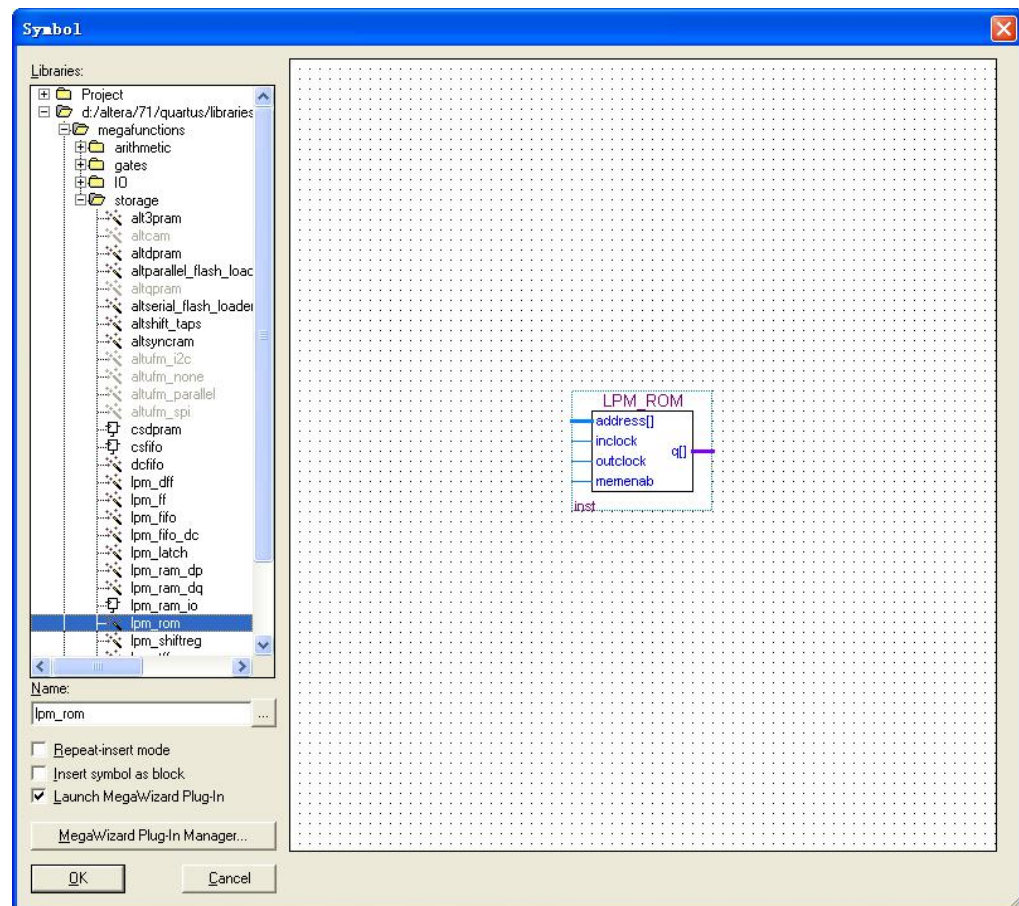 Symbol
Libraries:
Project
d:/altera/71/quartus/libraries
megafunctions
arithmetic
gates
IO
storage
alt3pram
altcam
altdpram
altparallel_flash_loac
altqpram
altserial_flash_loader
altshift_taps
altsyncram
altufm_i2c
altufm_none
altufm_parallel
altufm_spi
csdpram
csfifo
dcfifo
lpm_dff
lpm_ff
lpm_fifo
lpm_fifo_dc
lpm_latch
lpm_ram_dp
lpm_ram_dq
lpm_ram_io
lpm_rom
lpm_shiftreg
Name:
lpm_rom
...
Repeat-insert mode
Insert symbol as block
Launch MegaWizard Plug-In
MegaWizard Plug-In Manager...
OK
Cancel
LPM_ROM
address[]
inclock
q[]
outclock
memenab
inst